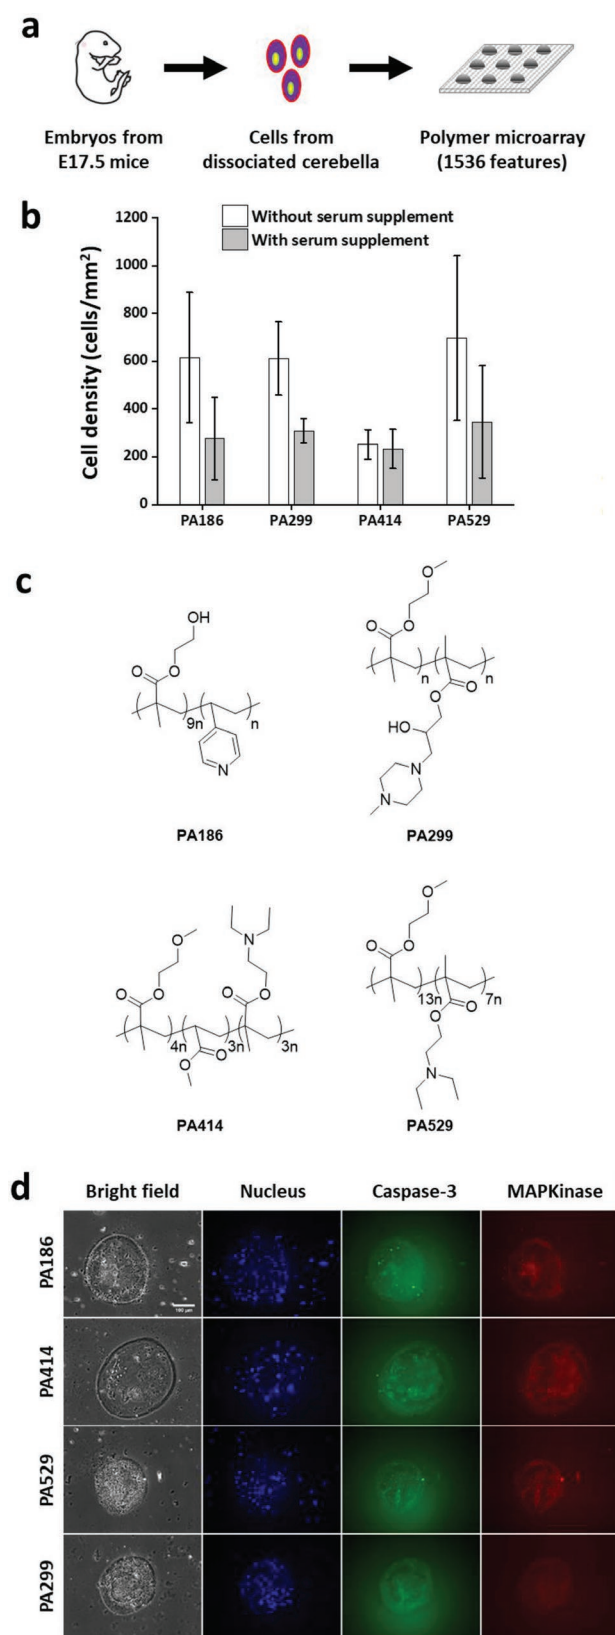 a
Embryos from
E17.5 mice
Cells from
dissociated cerebella
Polymer microarray
(1536 features)
b
Without serum supplement
With serum supplement
Cell density (cells/mm²)
1200
1000
800
600
400
200
0
PA186 PA299 PA414 PA529
c
OH
O
O
9n
n
N
PA186
O
O
O
n
n
O
O
HO
N
N
PA299
O
N
O
O
O
O
4n
3n
3n
O
O
PA414
O
O
O
13n
7n
O
O
N
PA529
d
Bright field Nucleus Caspase-3 MAPKinase
PA186
100 µm
PA414
PA529
PA299